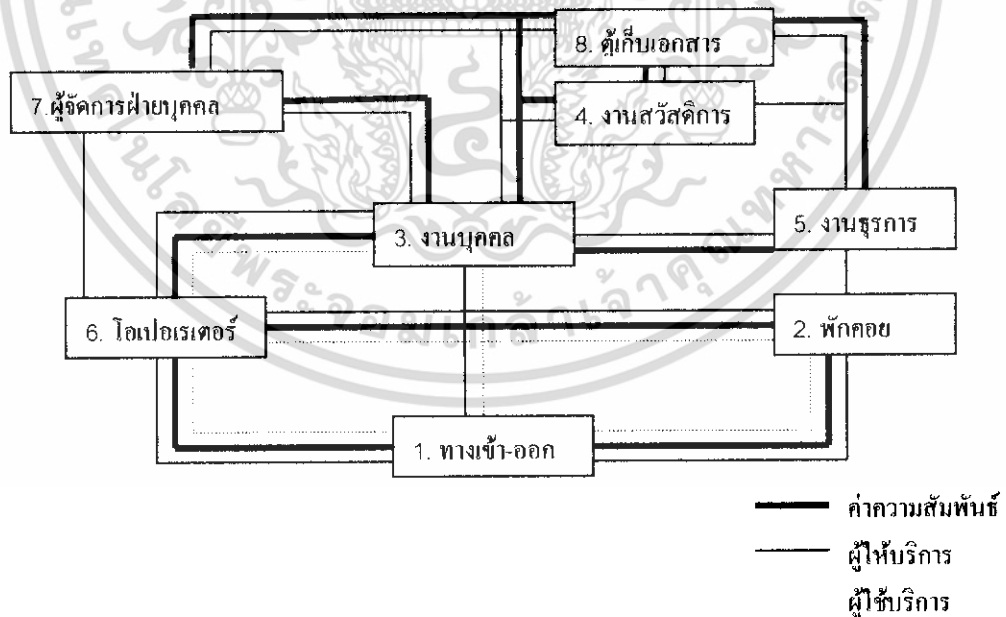 8. ตู้เก็บเอกสาร
7. ผู้จัดการฝ่ายบุคคล
4. งานสวัสดิการ
3. งานบุคคล
5. งานธุรการ
6. โอเปอเรเตอร์
2. พักคอย
1. ทางเข้า-ออก
ค่าความสัมพันธ์
ผู้ให้บริการ
ผู้ใช้บริการ